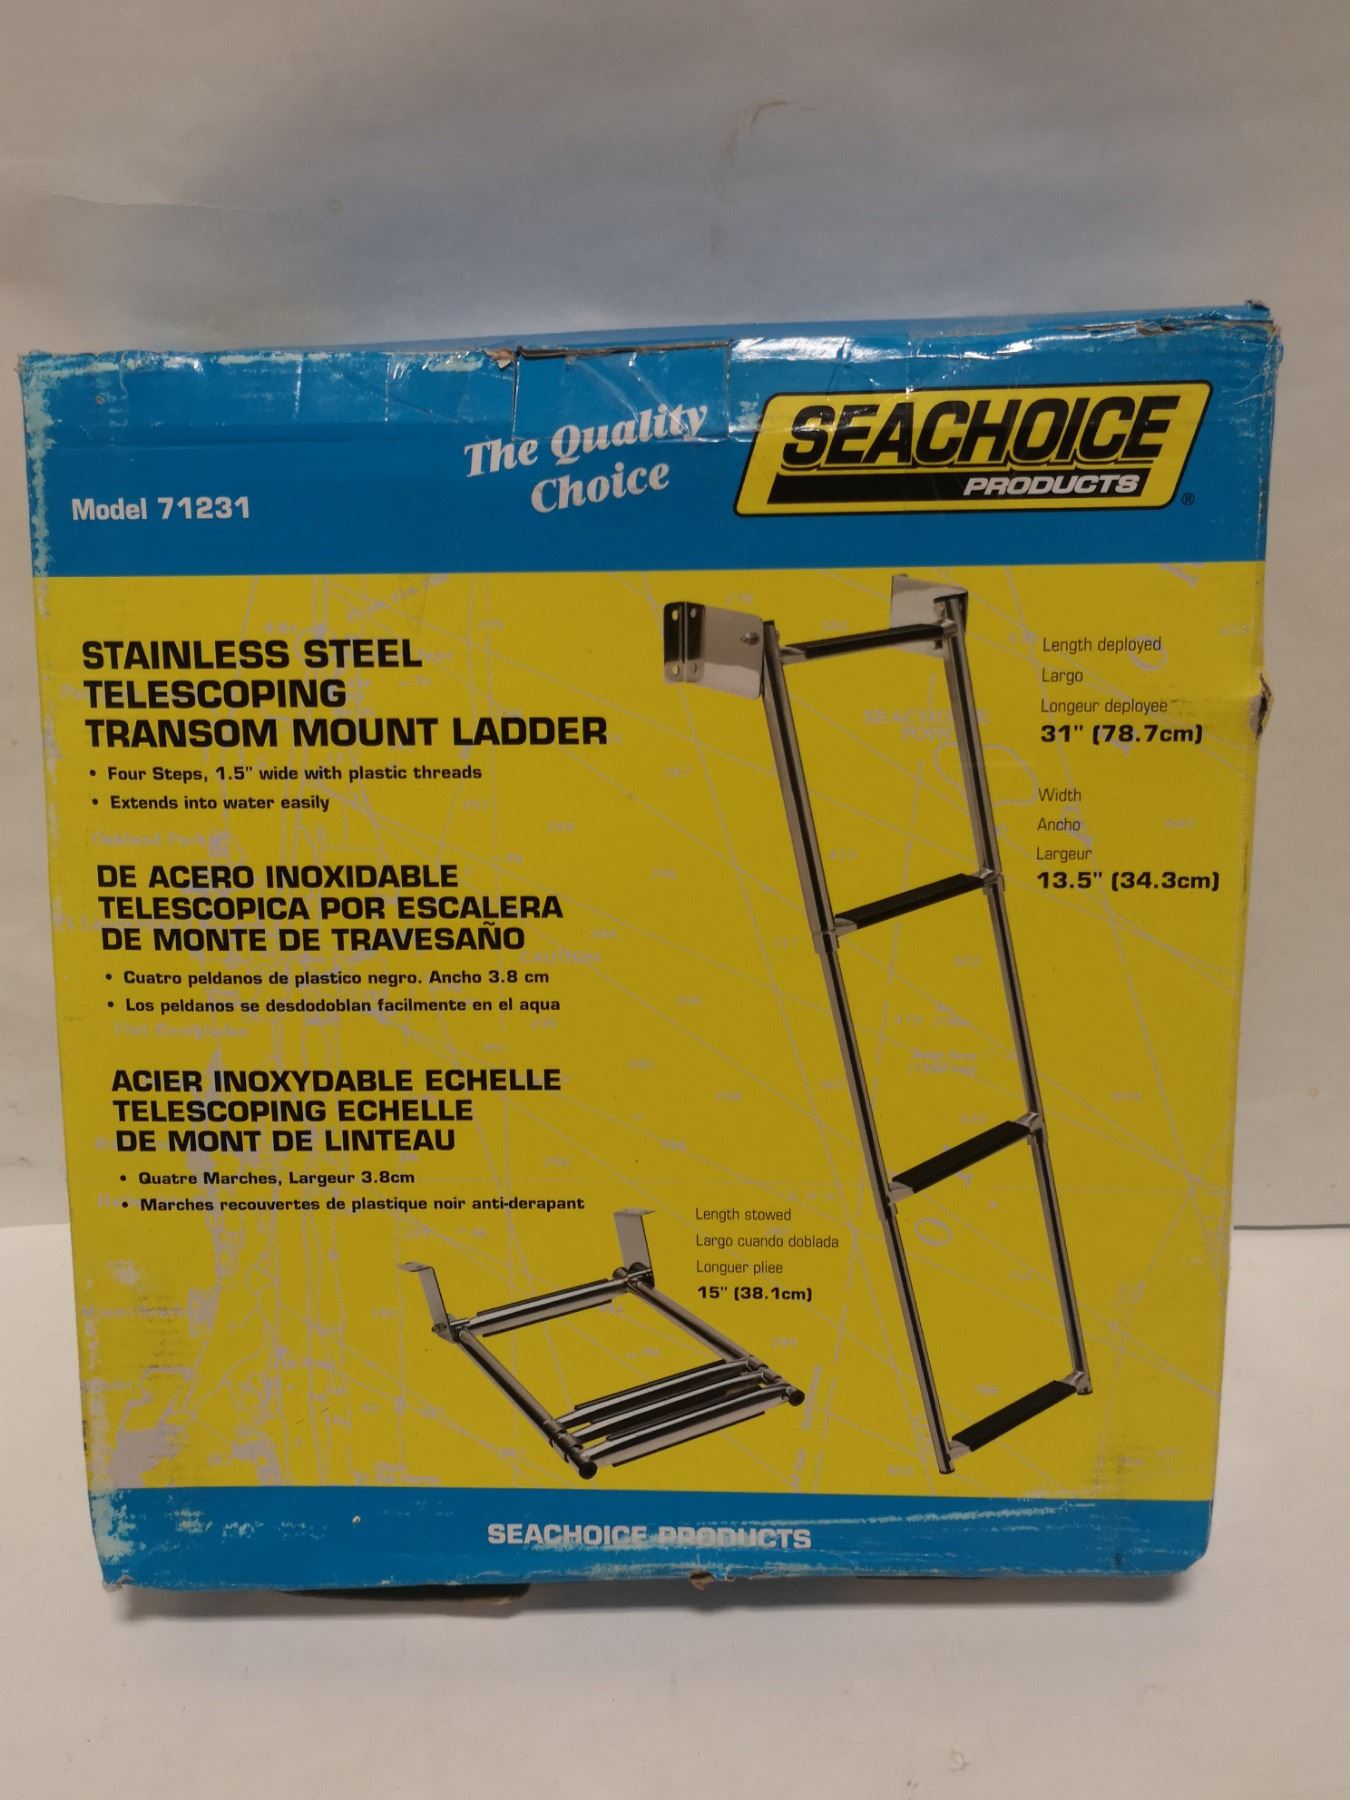 The Quality
Choice
SEACHOICE
PRODUCTS
®
Model 71231
STAINLESS STEEL
TELESCOPING
TRANSOM MOUNT LADDER
• Four Steps, 1.5" wide with plastic threads
• Extends into water easily
DE ACERO INOXIDABLE
TELESCOPICA POR ESCALERA
DE MONTE DE TRAVESAÑO
• Cuatro peldanos de plastico negro. Ancho 3.8 cm
• Los peldanos se desdodoblan facilmente en el aqua
ACIER INOXYDABLE ECHELLE
TELESCOPING ECHELLE
DE MONT DE LINTEAU
• Quatre Marches, Largeur 3.8cm
• Marches recouvertes de plastique noir anti-derapant
Length deployed
Largo
Longeur deployee
31" (78.7cm)
Width
Ancho
Largeur
13.5" (34.3cm)
Length stowed
Largo cuando doblada
Longuer pliee
15" (38.1cm)
SEACHOICE PRODUCTS